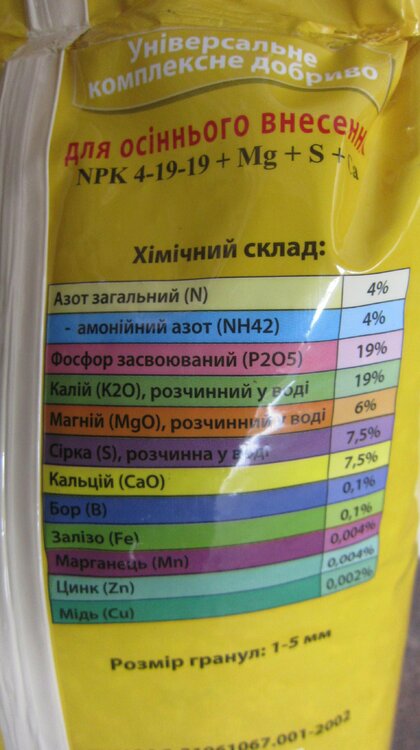 Універсальне
комплексне добриво
для осіннього внесенн
NPK 4-19-19 + Mg + S + Ca
Хімічний склад:
Азот загальний (N) 4%
- амонійний азот (NH42) 4%
Фосфор засвоюваний (P2O5) 19%
Калій (K2O), розчинний у воді 19%
Магній (MgO), розчинний у воді 6%
Сірка (S), розчинна у воді 7,5%
Кальцій (CaO) 7,5%
Бор (B) 0,1%
Залізо (Fe) 0,1%
Марганець (Mn) 0,004%
Цинк (Zn) 0,004%
Мідь (Cu) 0,002%
Розмір гранул: 1-5 мм